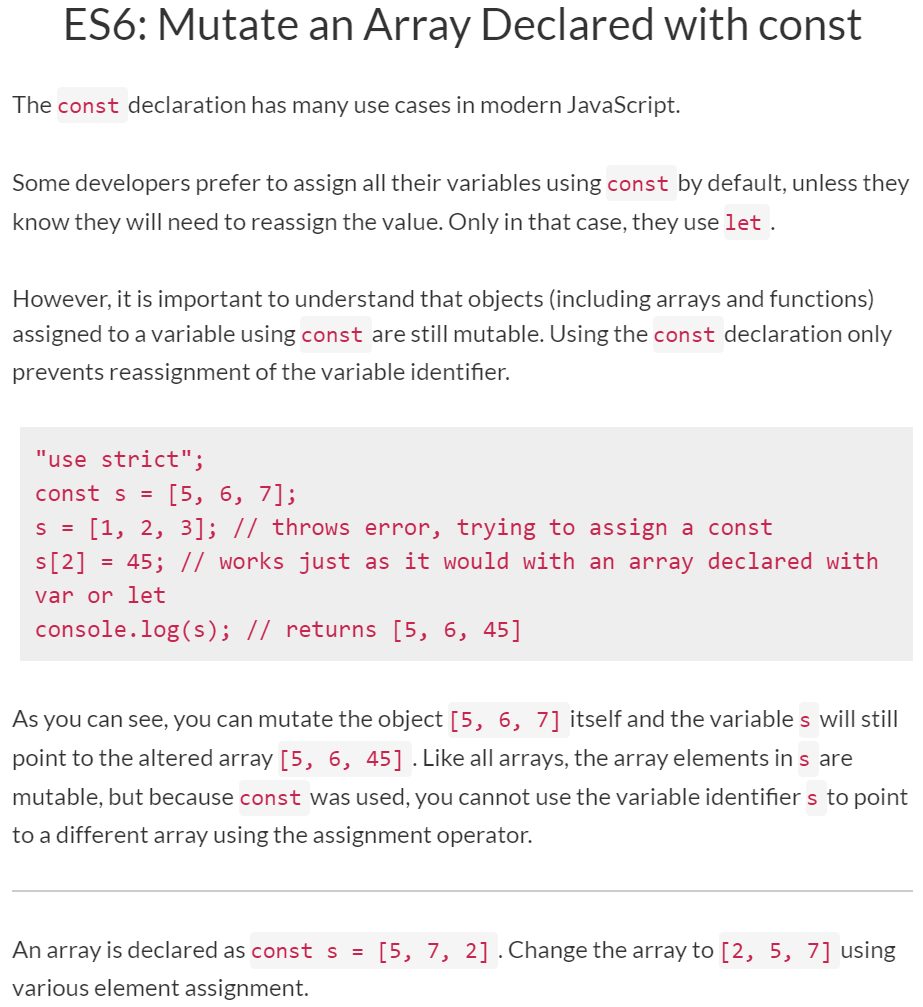 ES6: Mutate an Array Declared with const
The const declaration has many use cases in modern JavaScript.
Some developers prefer to assign all their variables using const by default, unless they
know they will need to reassign the value. Only in that case, they use let .
However, it is important to understand that objects (including arrays and functions)
assigned to a variable using const are still mutable. Using the const declaration only
prevents reassignment of the variable identifier.
"use strict";
const s = [5, 6, 7];
s = [1, 2, 3]; // throws error, trying to assign a const
s[2] = 45; // works just as it would with an array declared with
var or let
console.log(s); // returns [5, 6, 45]
As you can see, you can mutate the object [5, 6, 7] itself and the variable s will still
point to the altered array [5, 6, 45] . Like all arrays, the array elements in s are
mutable, but because const was used, you cannot use the variable identifier s to point
to a different array using the assignment operator.
An array is declared as const s = [5, 7, 2] . Change the array to [2, 5, 7] using
various element assignment.